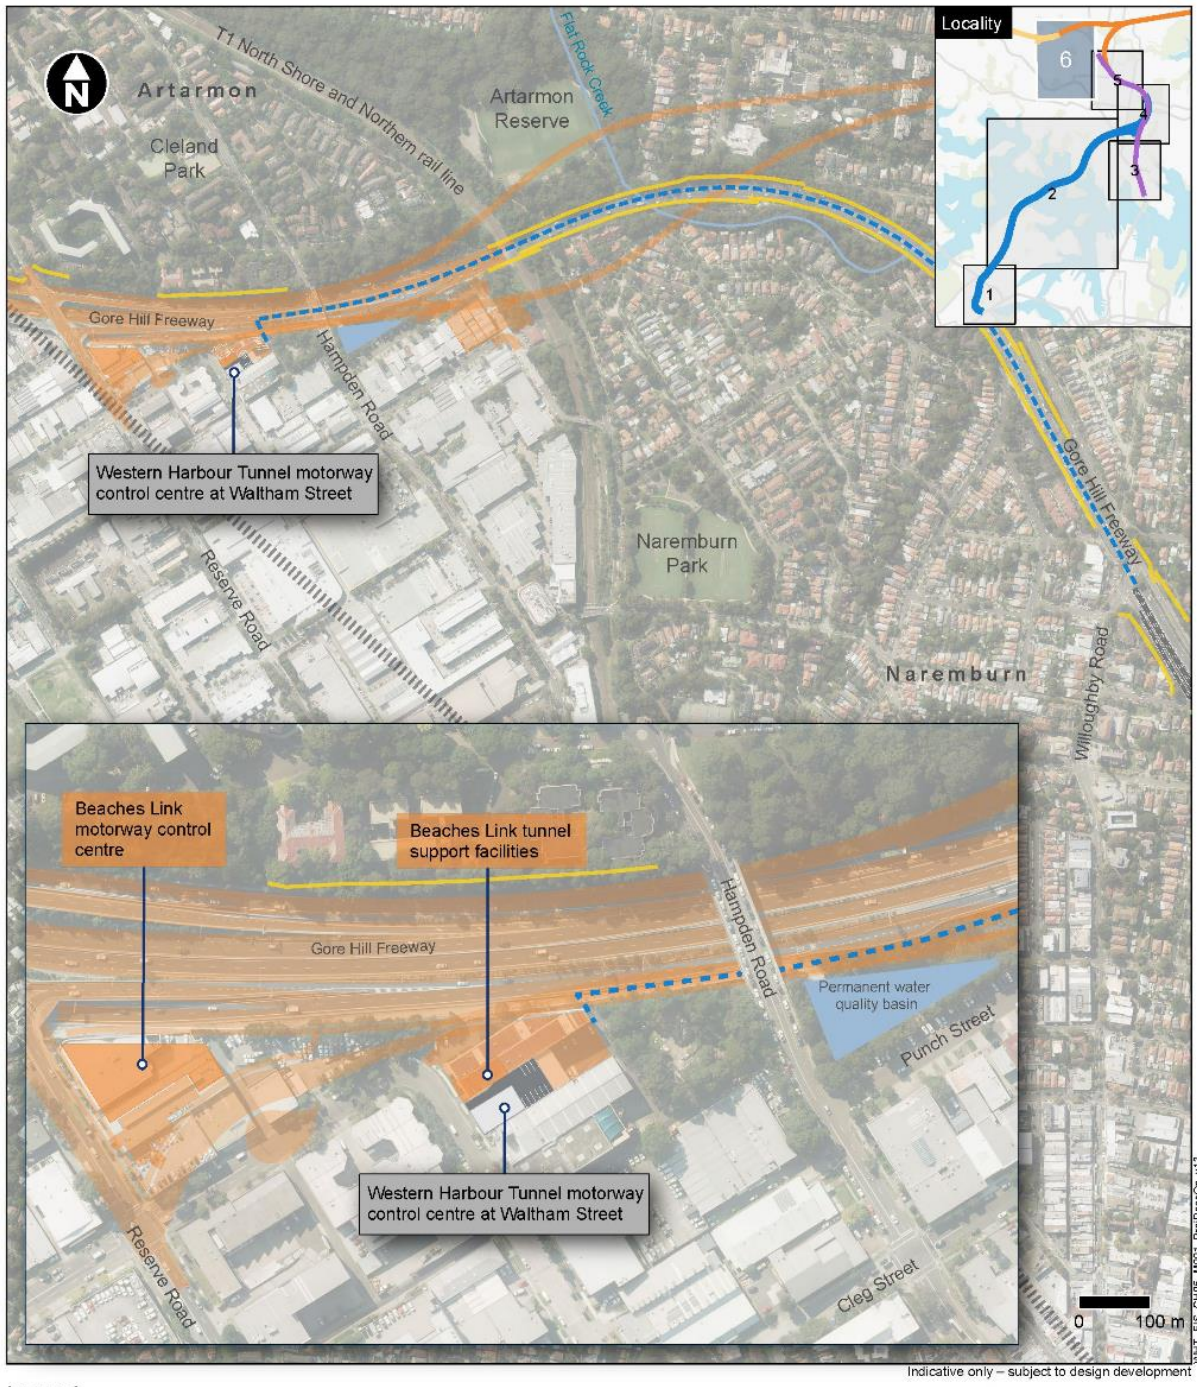 Locality
6
5
4
3
2
1
N
T1 North Shore and Northern rail line
Flat Rock Creek
Artarmon
Artarmon
Reserve
Cleland
Park
Gore Hill Freeway
Hampden Road
Western Harbour Tunnel motorway
control centre at Waltham Street
Gore Hill Freeway
Naremburn
Park
Reserve Road
Naremburn
Willoughby Road
Beaches Link
motorway control
centre
Beaches Link tunnel
support facilities
Gore Hill Freeway
Hampden Road
Permanent water
quality basin
Punch Street
Western Harbour Tunnel motorway
control centre at Waltham Street
Reserve Road
Cleg Street
0 100 m
Indicative only – subject to design development